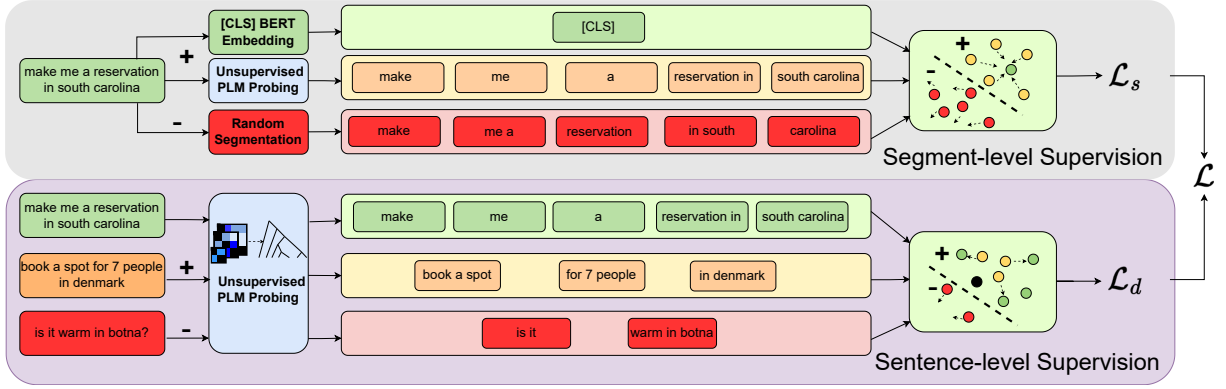 [CLS] BERT
Embedding
[CLS]
+
make me a reservation
in south carolina
Unsupervised
PLM Probing
make
me
a
reservation in
south carolina
-
Random
Segmentation
make
me a
reservation
in south
carolina
+
-
ℒs
Segment-level Supervision
ℒ
make me a reservation
in south carolina
make
me
a
reservation in
south carolina
book a spot for 7 people
in denmark
+
Unsupervised
PLM Probing
book a spot
for 7 people
in denmark
is it warm in botna?
-
is it
warm in botna
+
-
ℒd
Sentence-level Supervision